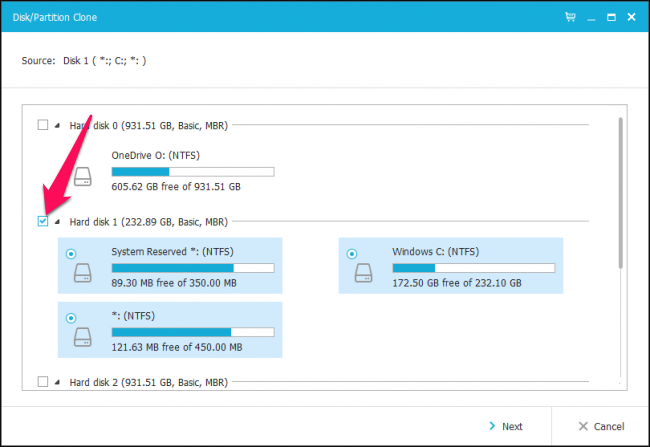 Disk/Partition Clone
Source: Disk 1 ( *:; C:; *: )
Hard disk 0 (931.51 GB, Basic, MBR)
OneDrive O: (NTFS)
605.62 GB free of 931.51 GB
Hard disk 1 (232.89 GB, Basic, MBR)
System Reserved *: (NTFS)
89.30 MB free of 350.00 MB
Windows C: (NTFS)
172.50 GB free of 232.10 GB
*: (NTFS)
121.63 MB free of 450.00 MB
Hard disk 2 (931.51 GB, Basic, MBR)
Next
Cancel